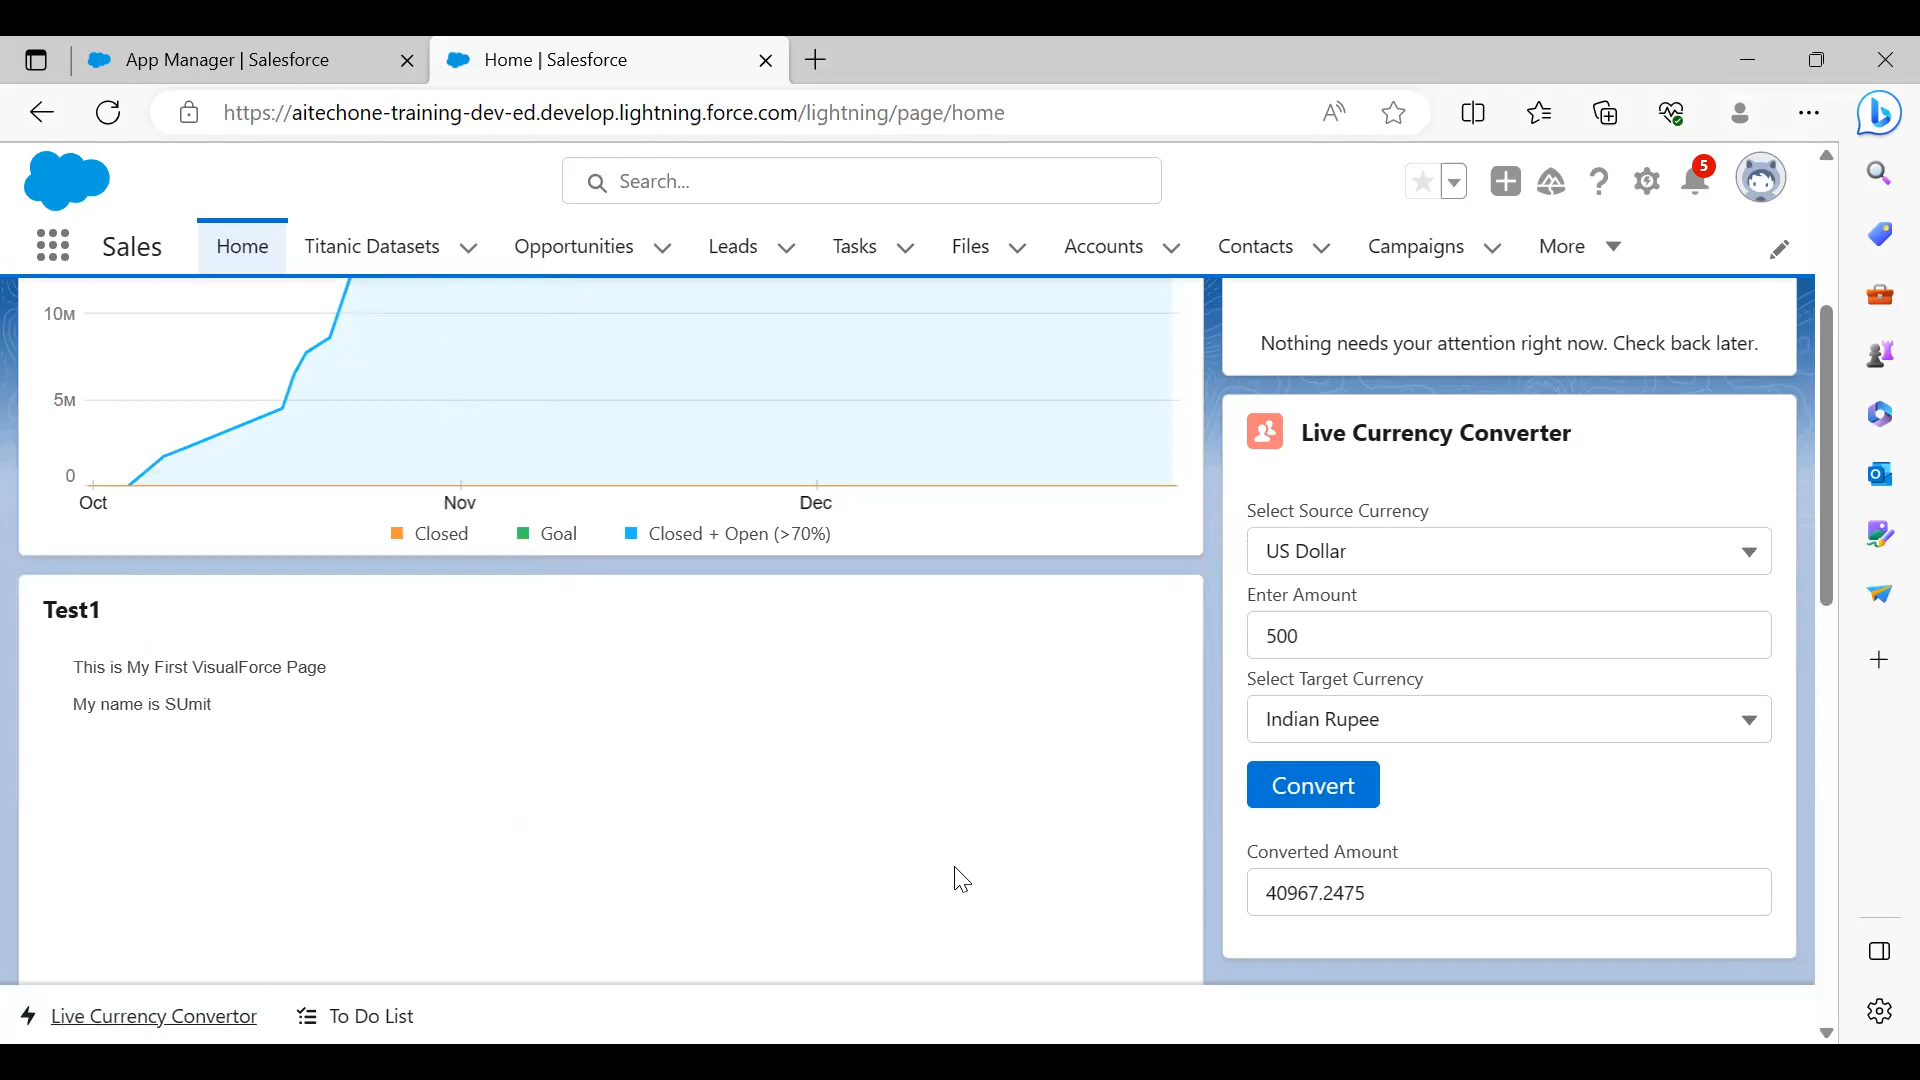 App Manager | Salesforce
Home | Salesforce
https://aitechone-training-dev-ed.develop.lightning.force.com/lightning/page/home
Search...
5
Sales
Home
Titanic Datasets
Opportunities
Leads
Tasks
Files
Accounts
Contacts
Campaigns
More
10M
5M
0
Oct
Nov
Dec
Closed
Goal
Closed + Open (>70%)
Nothing needs your attention right now. Check back later.
Test1
This is My First VisualForce Page
My name is SUmit
Live Currency Converter
Select Source Currency
US Dollar
Enter Amount
500
Select Target Currency
Indian Rupee
Convert
Converted Amount
40967.2475
Live Currency Convertor
To Do List